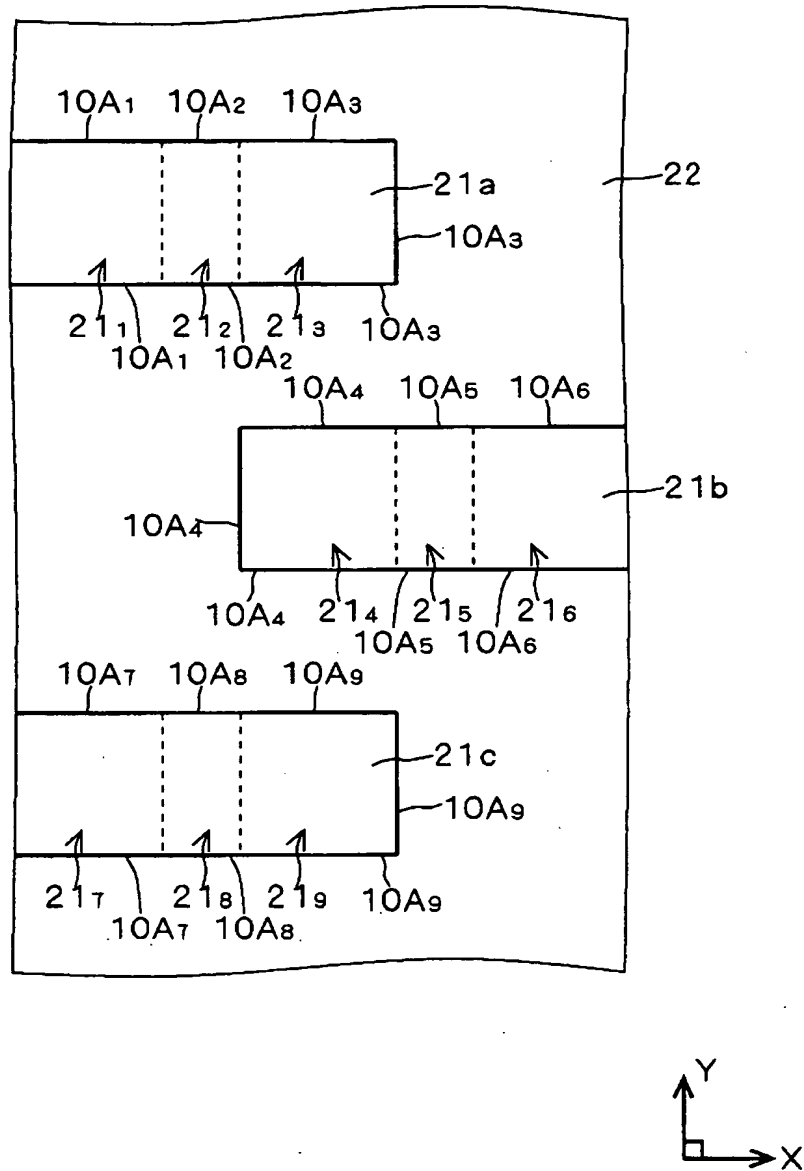 10A₁ 10A₂ 10A₃
21a 22
10A₃
21₁ 21₂ 21₃ 10A₃
10A₁ 10A₂
10A₄ 10A₅ 10A₆
21b
10A₄
10A₄ 21₄ 21₅ 21₆
10A₅ 10A₆
10A₇ 10A₈ 10A₉
21c
10A₉
21₇ 21₈ 21₉ 10A₉
10A₇ 10A₈
Y
X